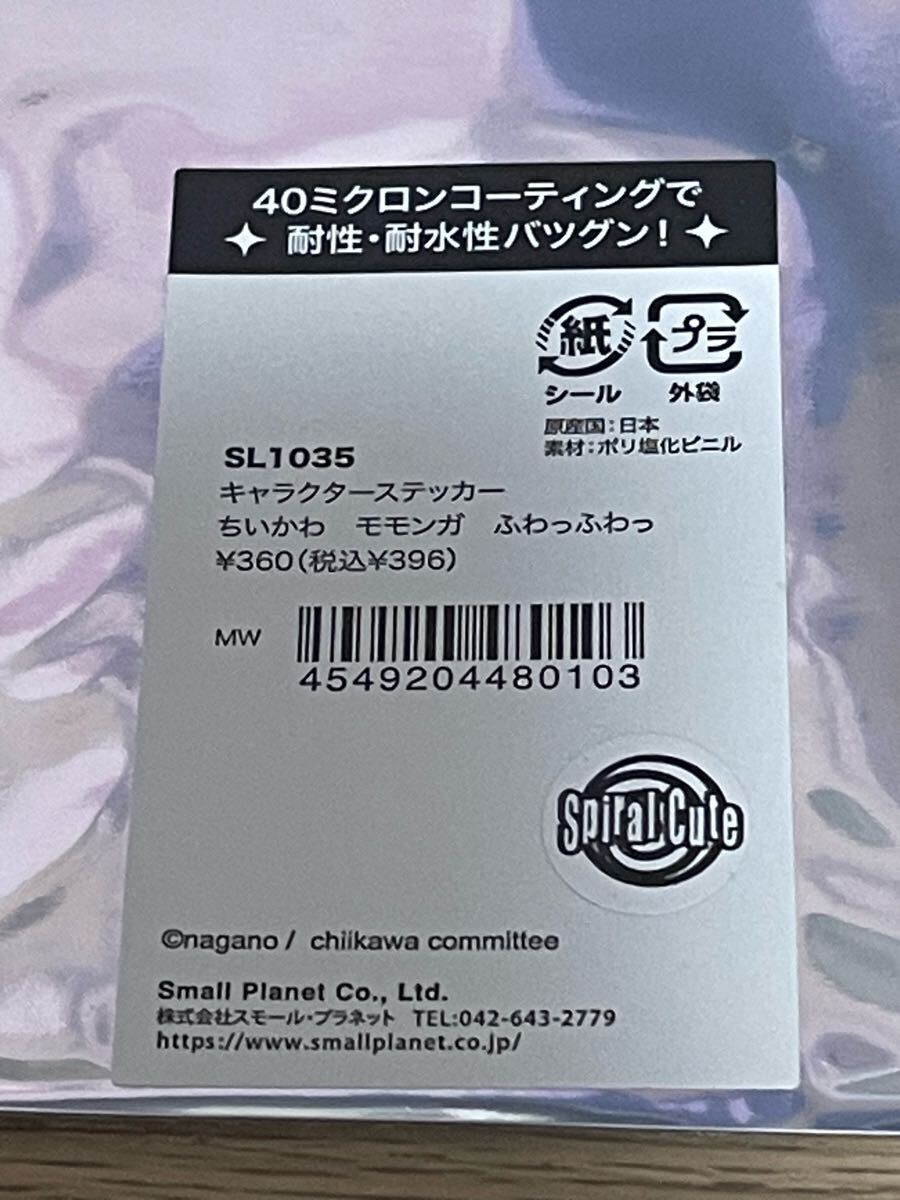 40ミクロンコーティングで
耐性・耐水性バツグン!
紙
シール
プラ
外袋
原産国:日本
素材:ポリ塩化ビニル
SL1035
キャラクターステッカー
ちいかわ モモンガ ふわっふわっ
¥360(税込¥396)
MW
4549204480103
Spiral Cute
©nagano / chiikawa committee
Small Planet Co., Ltd.
株式会社スモール・プラネット TEL:042-643-2779
https://www.smallplanet.co.jp/